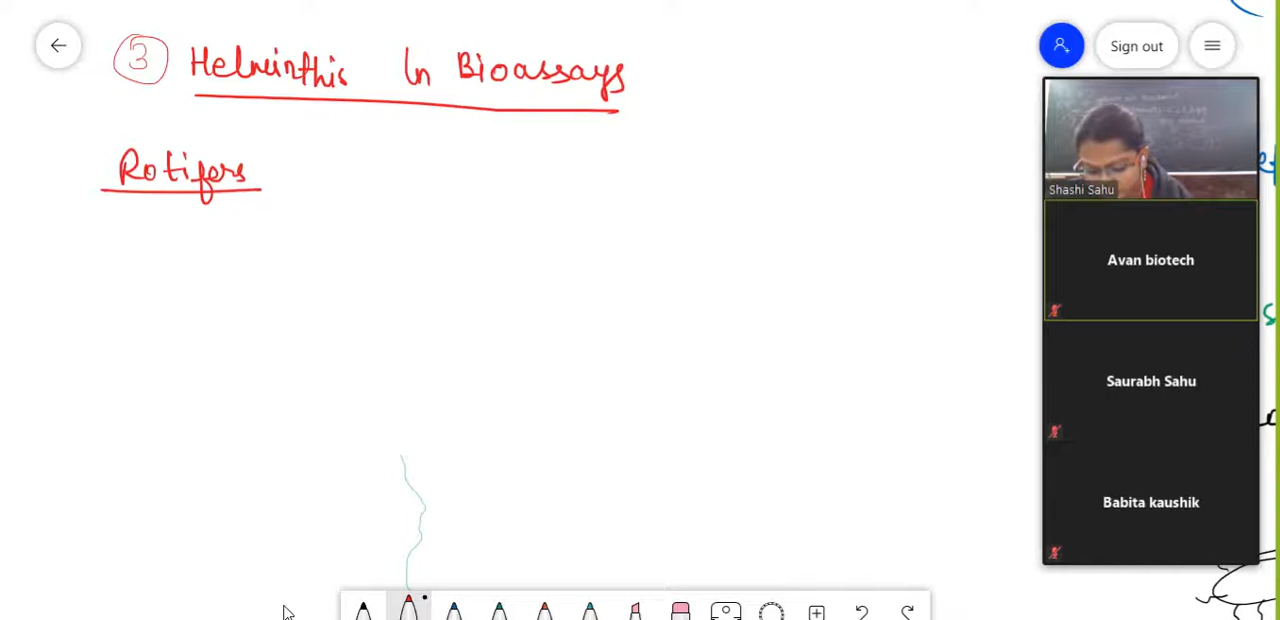 3 Helminthis In Bioassays
Sign out
Rotifers
Shashi Sahu
Avan biotech
Saurabh Sahu
Babita kaushik